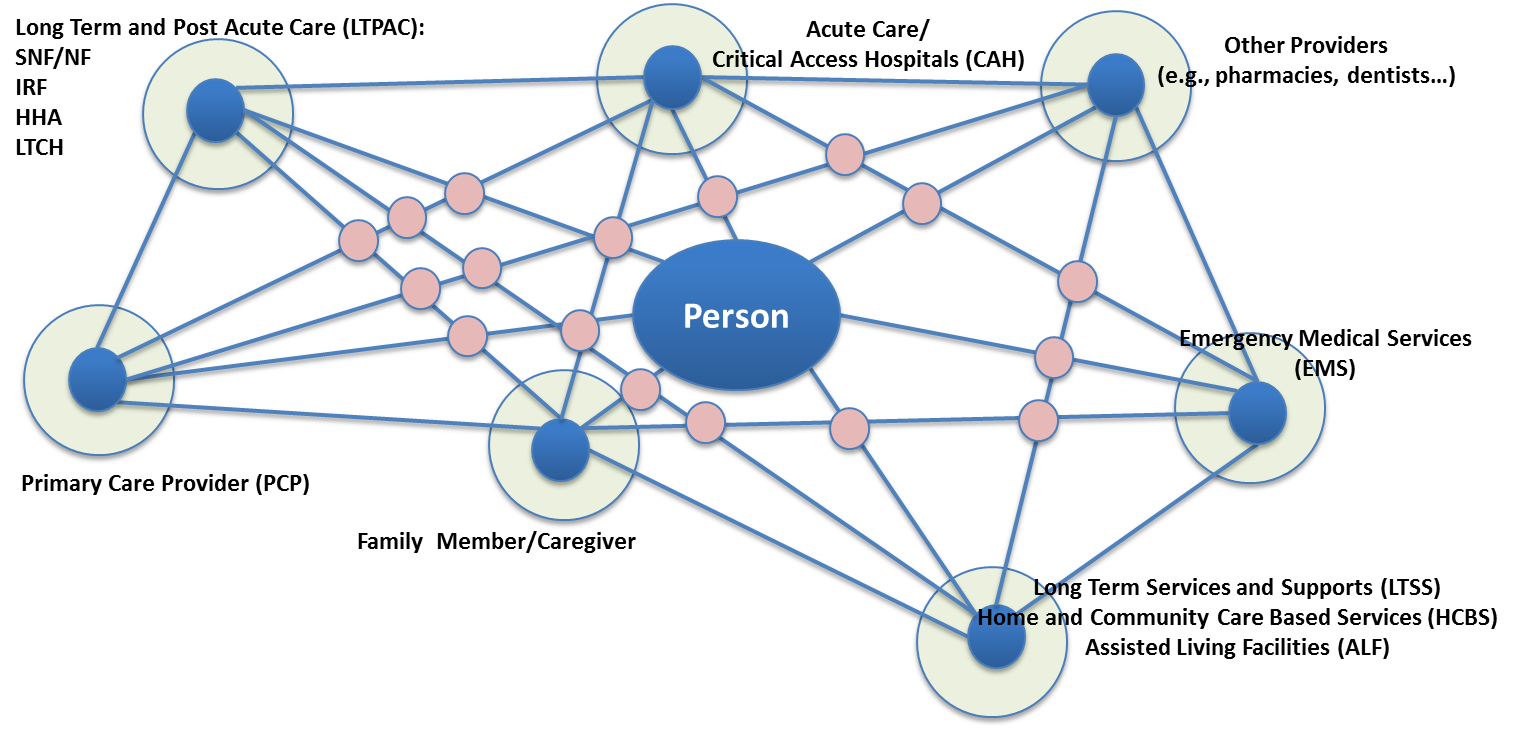 Long Term and Post Acute Care (LTPAC):
SNF/NF
IRF
HHA
LTCH
Acute Care/
Critical Access Hospitals (CAH)
Other Providers
(e.g., pharmacies, dentists…)
Person
Emergency Medical Services
(EMS)
Primary Care Provider (PCP)
Family Member/Caregiver
Long Term Services and Supports (LTSS)
Home and Community Care Based Services (HCBS)
Assisted Living Facilities (ALF)